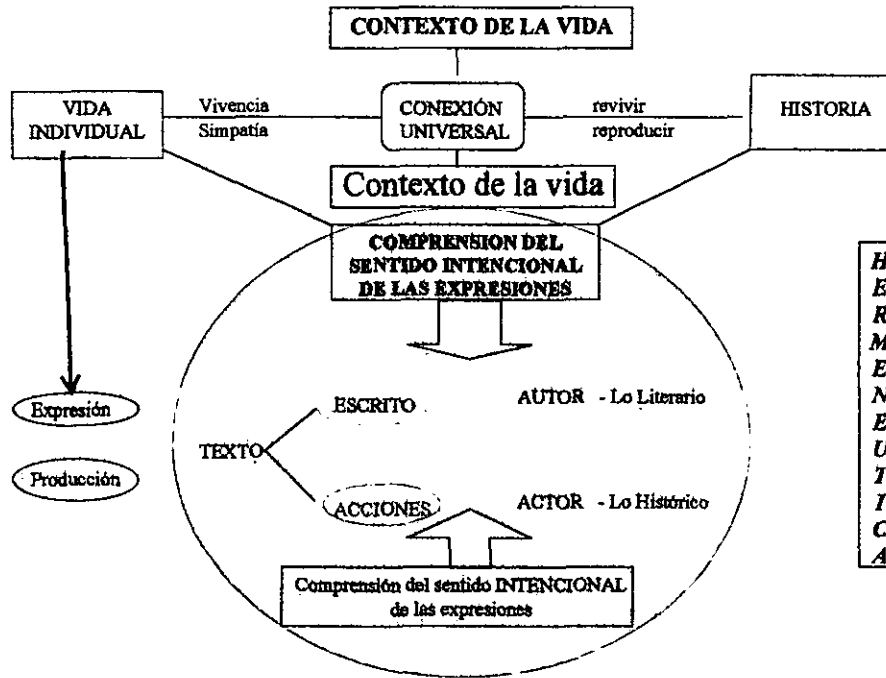 CONTEXTO DE LA VIDA
VIDA
INDIVIDUAL
Vivencia
Simpatía
CONEXIÓN
UNIVERSAL
revivir
reproducir
HISTORIA
Contexto de la vida
COMPRENSION DEL
SENTIDO INTENCIONAL
DE LAS EXPRESIONES
H
E
R
M
E
N
E
U
T
I
C
A
Expresión
Producción
TEXTO
ESCRITO
AUTOR - Lo Literario
ACCIONES
ACTOR - Lo Histórico
Comprensión del sentido INTENCIONAL
de las expresiones